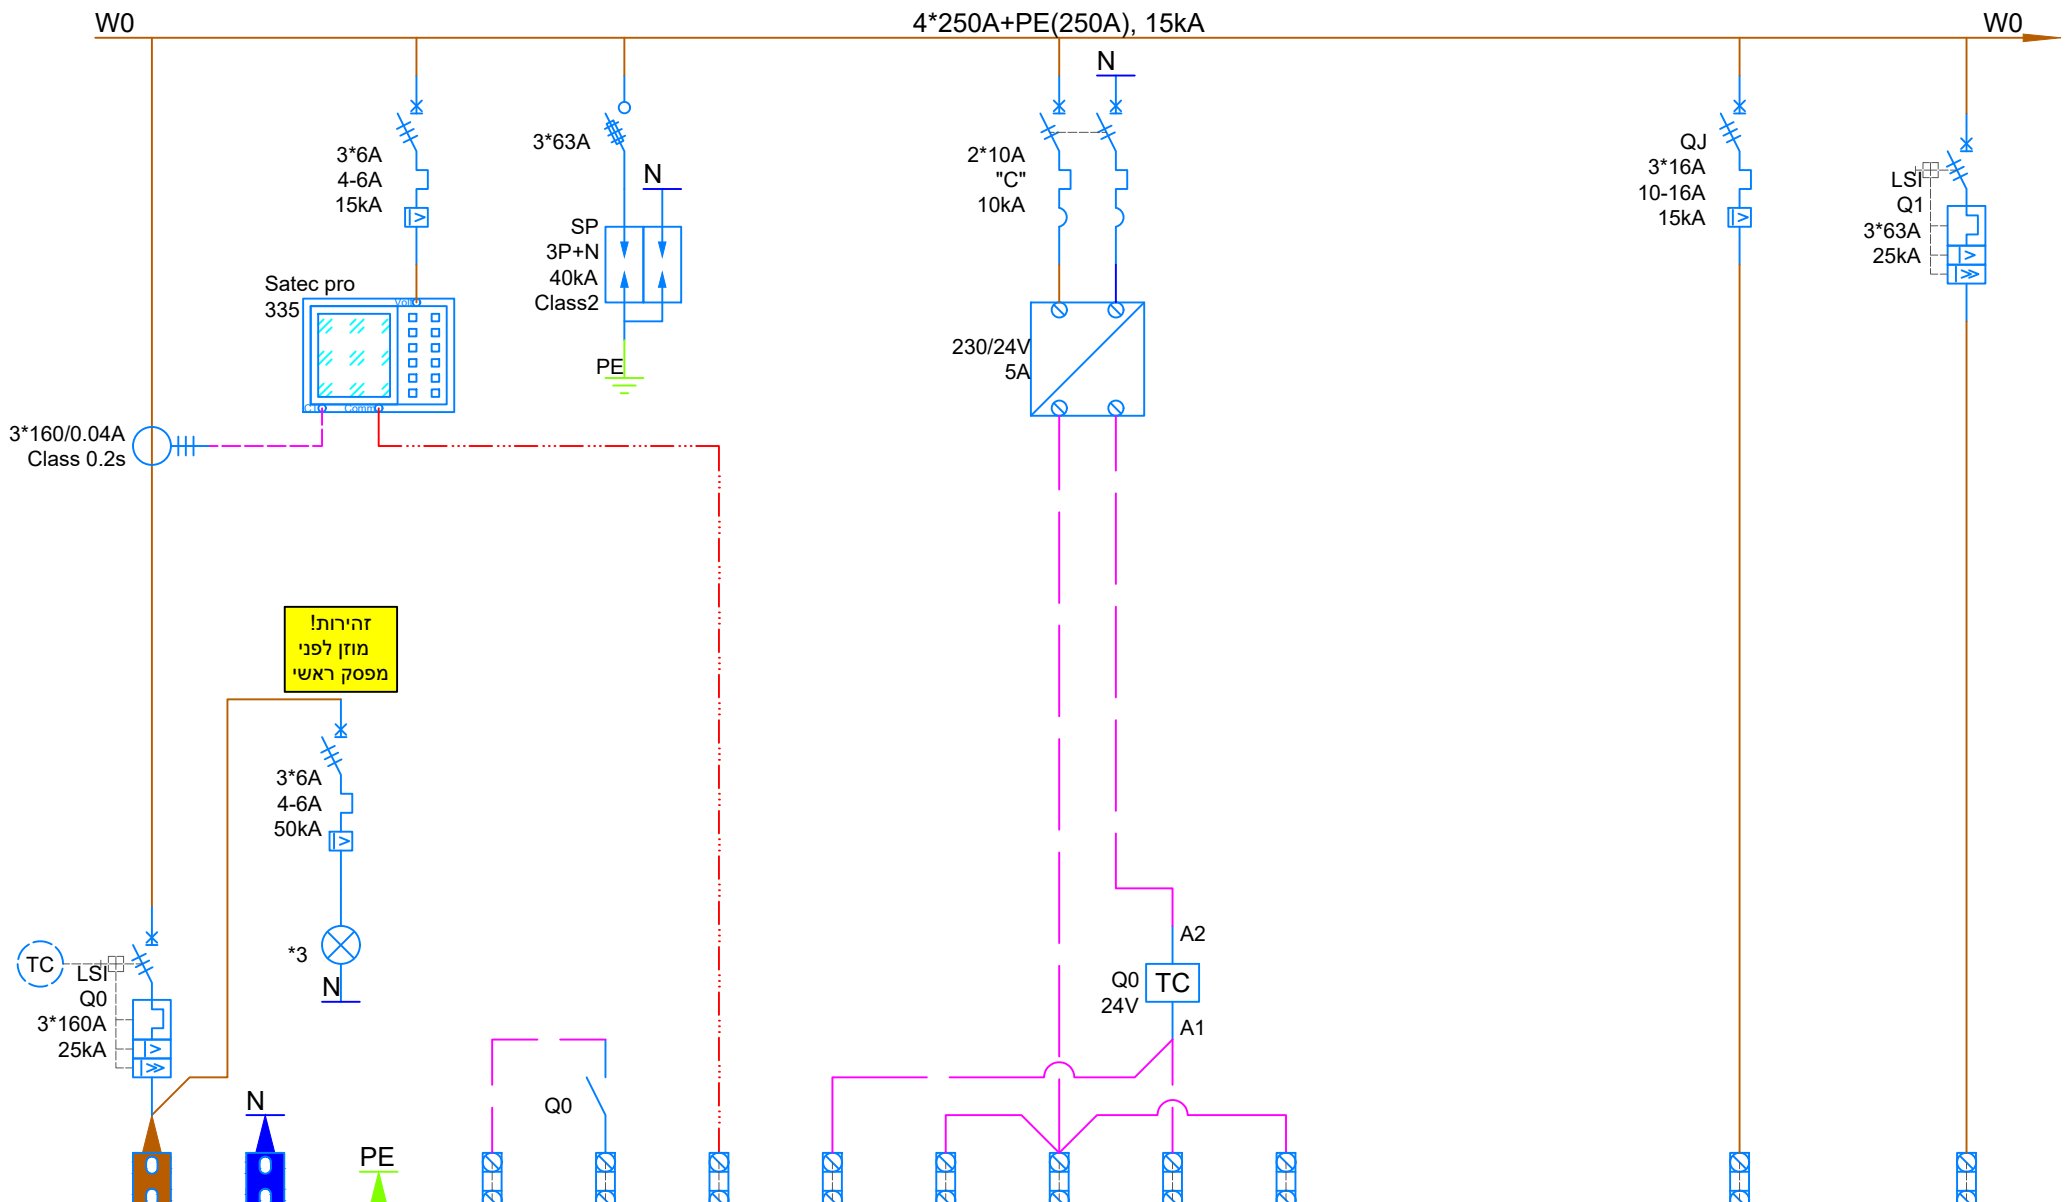 W0
4*250A+PE(250A), 15kA
W0
N
3*6A
4-6A
15kA
3*63A
N
2*10A
"C"
10kA
QJ
3*16A
10-16A
15kA
LSI
Q1
3*63A
25kA
SP
3P+N
40kA
Class2
PE
Satec pro
335
Volt
CT
Comm
230/24V
5A
3*160/0.04A
Class 0.2s
זהירות!
מוזן לפני
מפסק ראשי
3*6A
4-6A
50kA
*3
N
TC
LSI
Q0
3*160A
25kA
A2
Q0
24V
TC
A1
Q0
N
PE